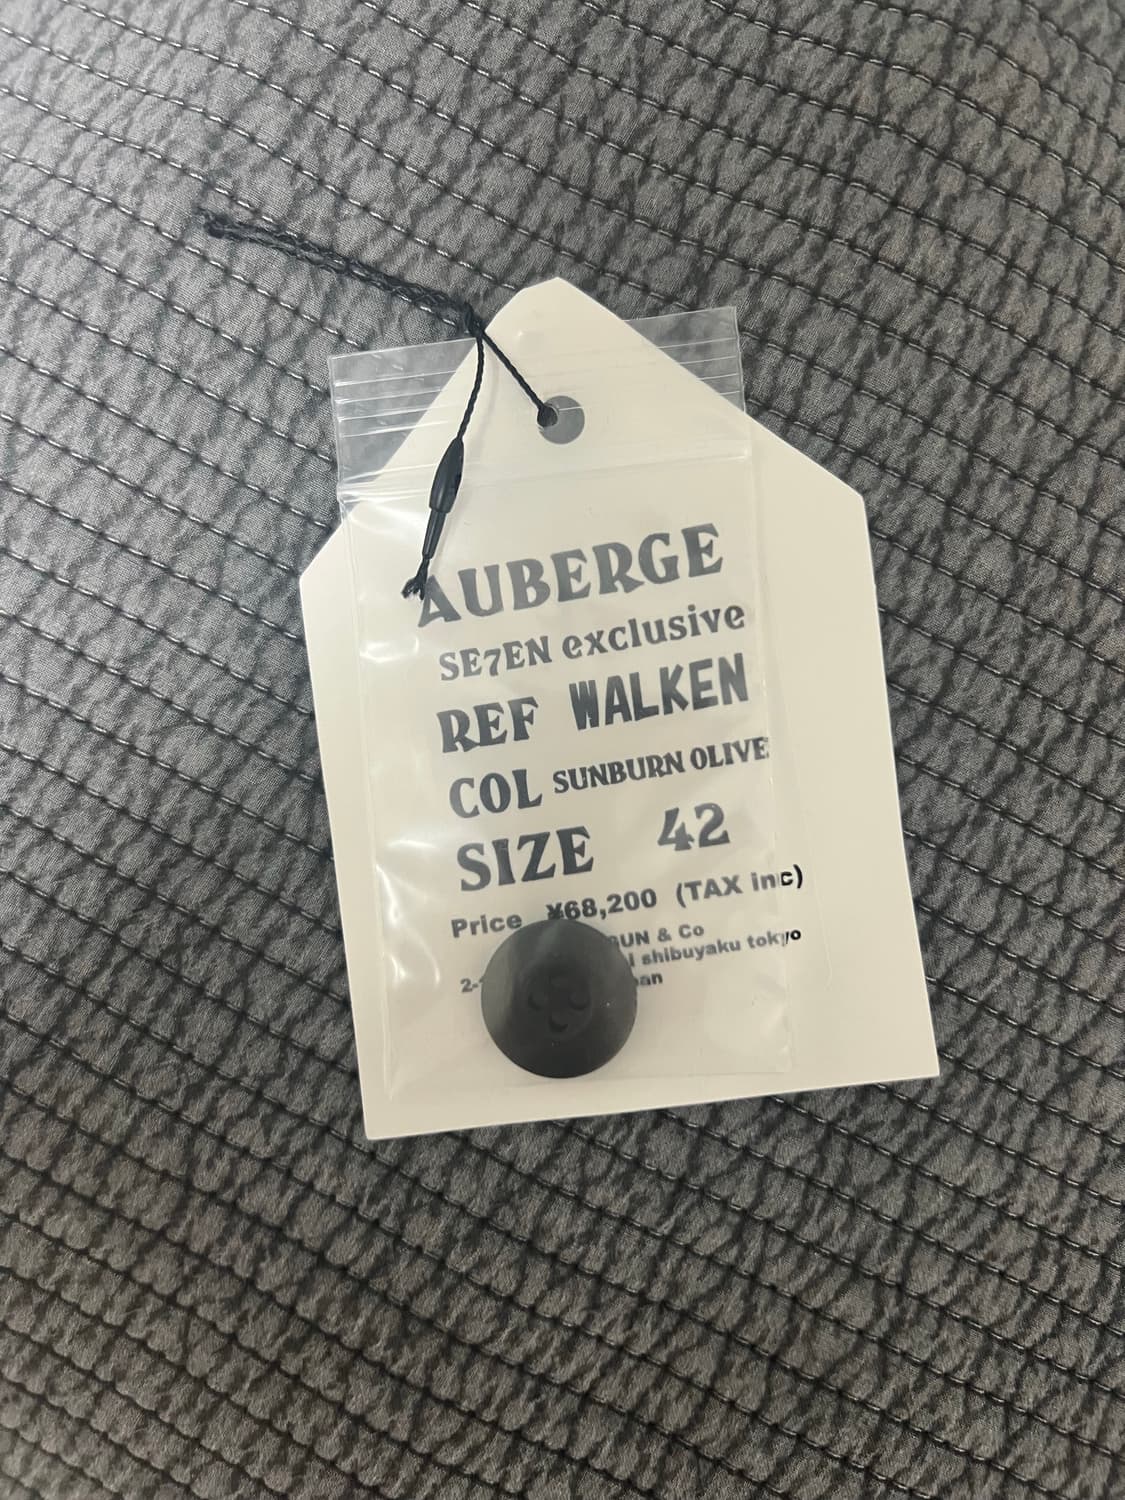 AUBERGE
SE7EN exclusive
REF WALKEN
COL SUNBURN OLIVE
SIZE 42
Price ¥68,200 (TAX inc)
& Co
shibuyaku tokyo